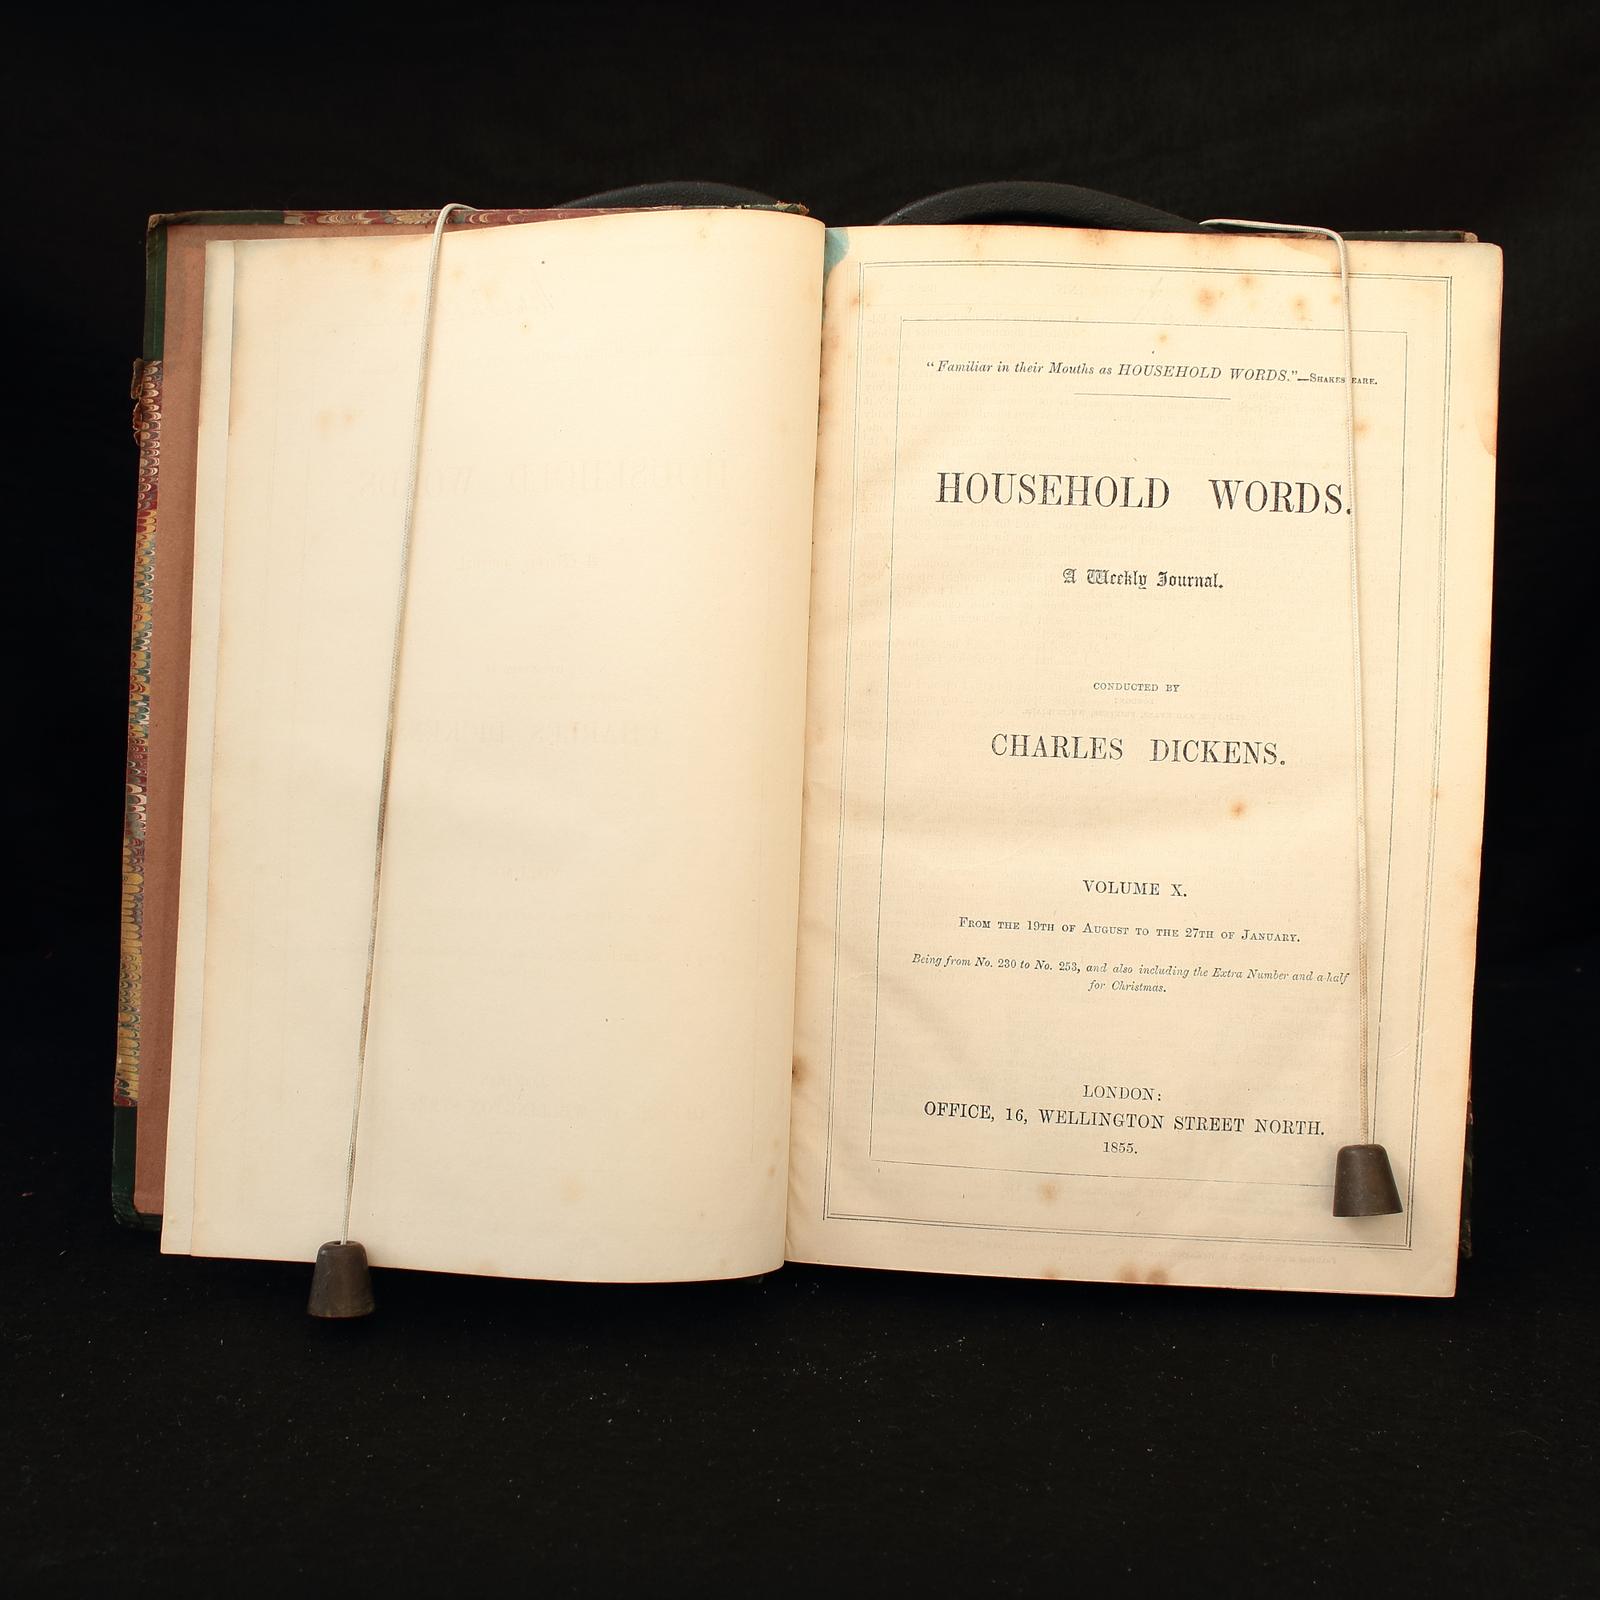 "Familiar in their Mouths as HOUSEHOLD WORDS."—SHAKESPEARE.
HOUSEHOLD WORDS.
A Weekly Journal.
CONDUCTED BY
CHARLES DICKENS.
VOLUME X.
FROM THE 19TH OF AUGUST TO THE 27TH OF JANUARY.
Being from No. 230 to No. 253, and also including the Extra Number and a-half
for Christmas.
LONDON:
OFFICE, 16, WELLINGTON STREET NORTH.
1855.